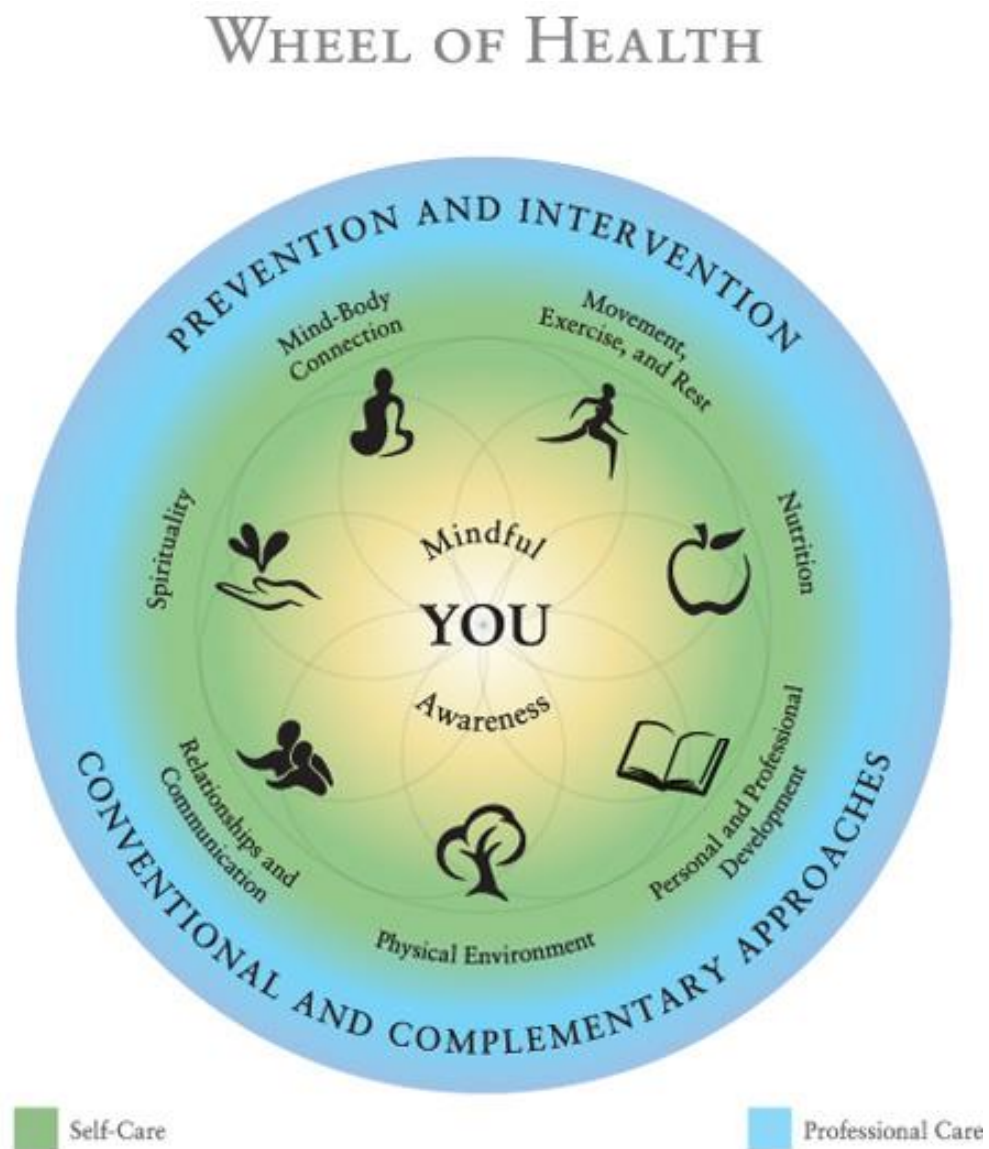 WHEEL OF HEALTH
PREVENTION AND INTERVENTION
Mind-Body
Connection
Movement,
Exercise, and Rest
Spirituality
Nutrition
Mindful
YOU
Awareness
Relationships and
Communication
Personal and Professional
Development
Physical Environment
CONVENTIONAL AND COMPLEMENTARY APPROACHES
Self-Care
Professional Care